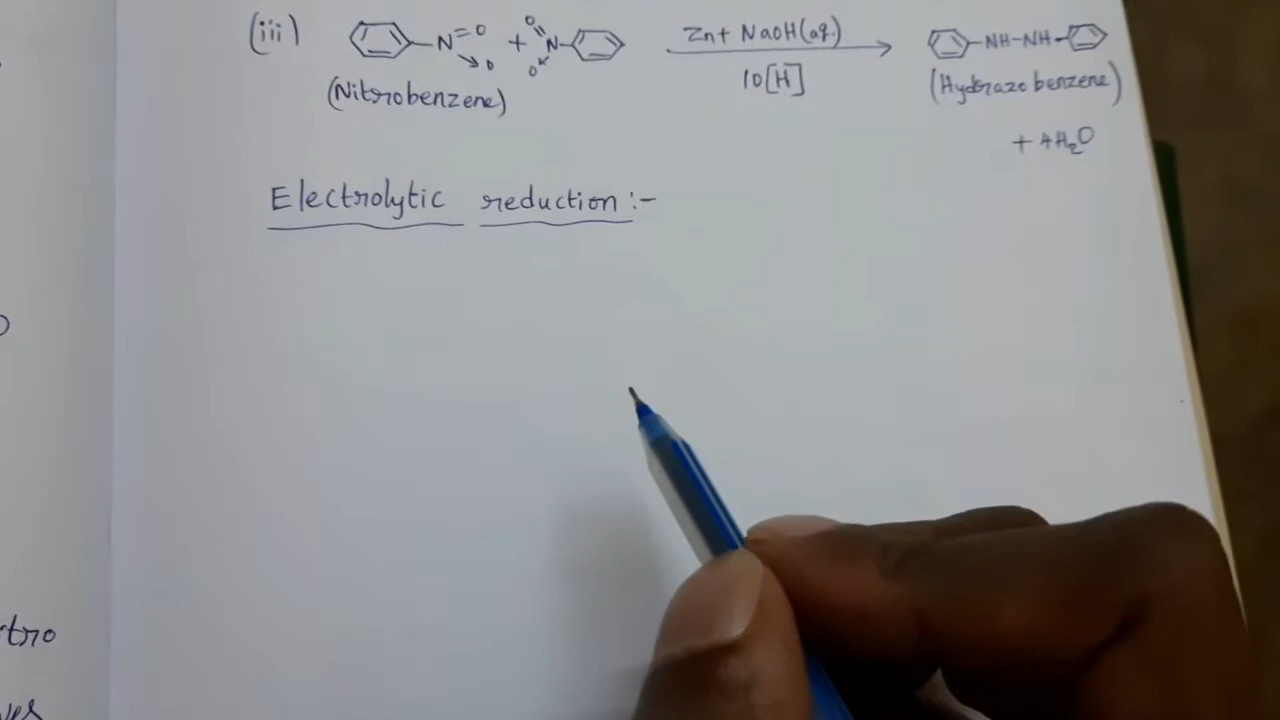 (iii) N=O → O + O=N → O Zn + NaOH(aq.) NH-NH
(Nitrobenzene) 10[H] (Hydrazo benzene)
+ 4H₂O
Electrolytic reduction :-
tro